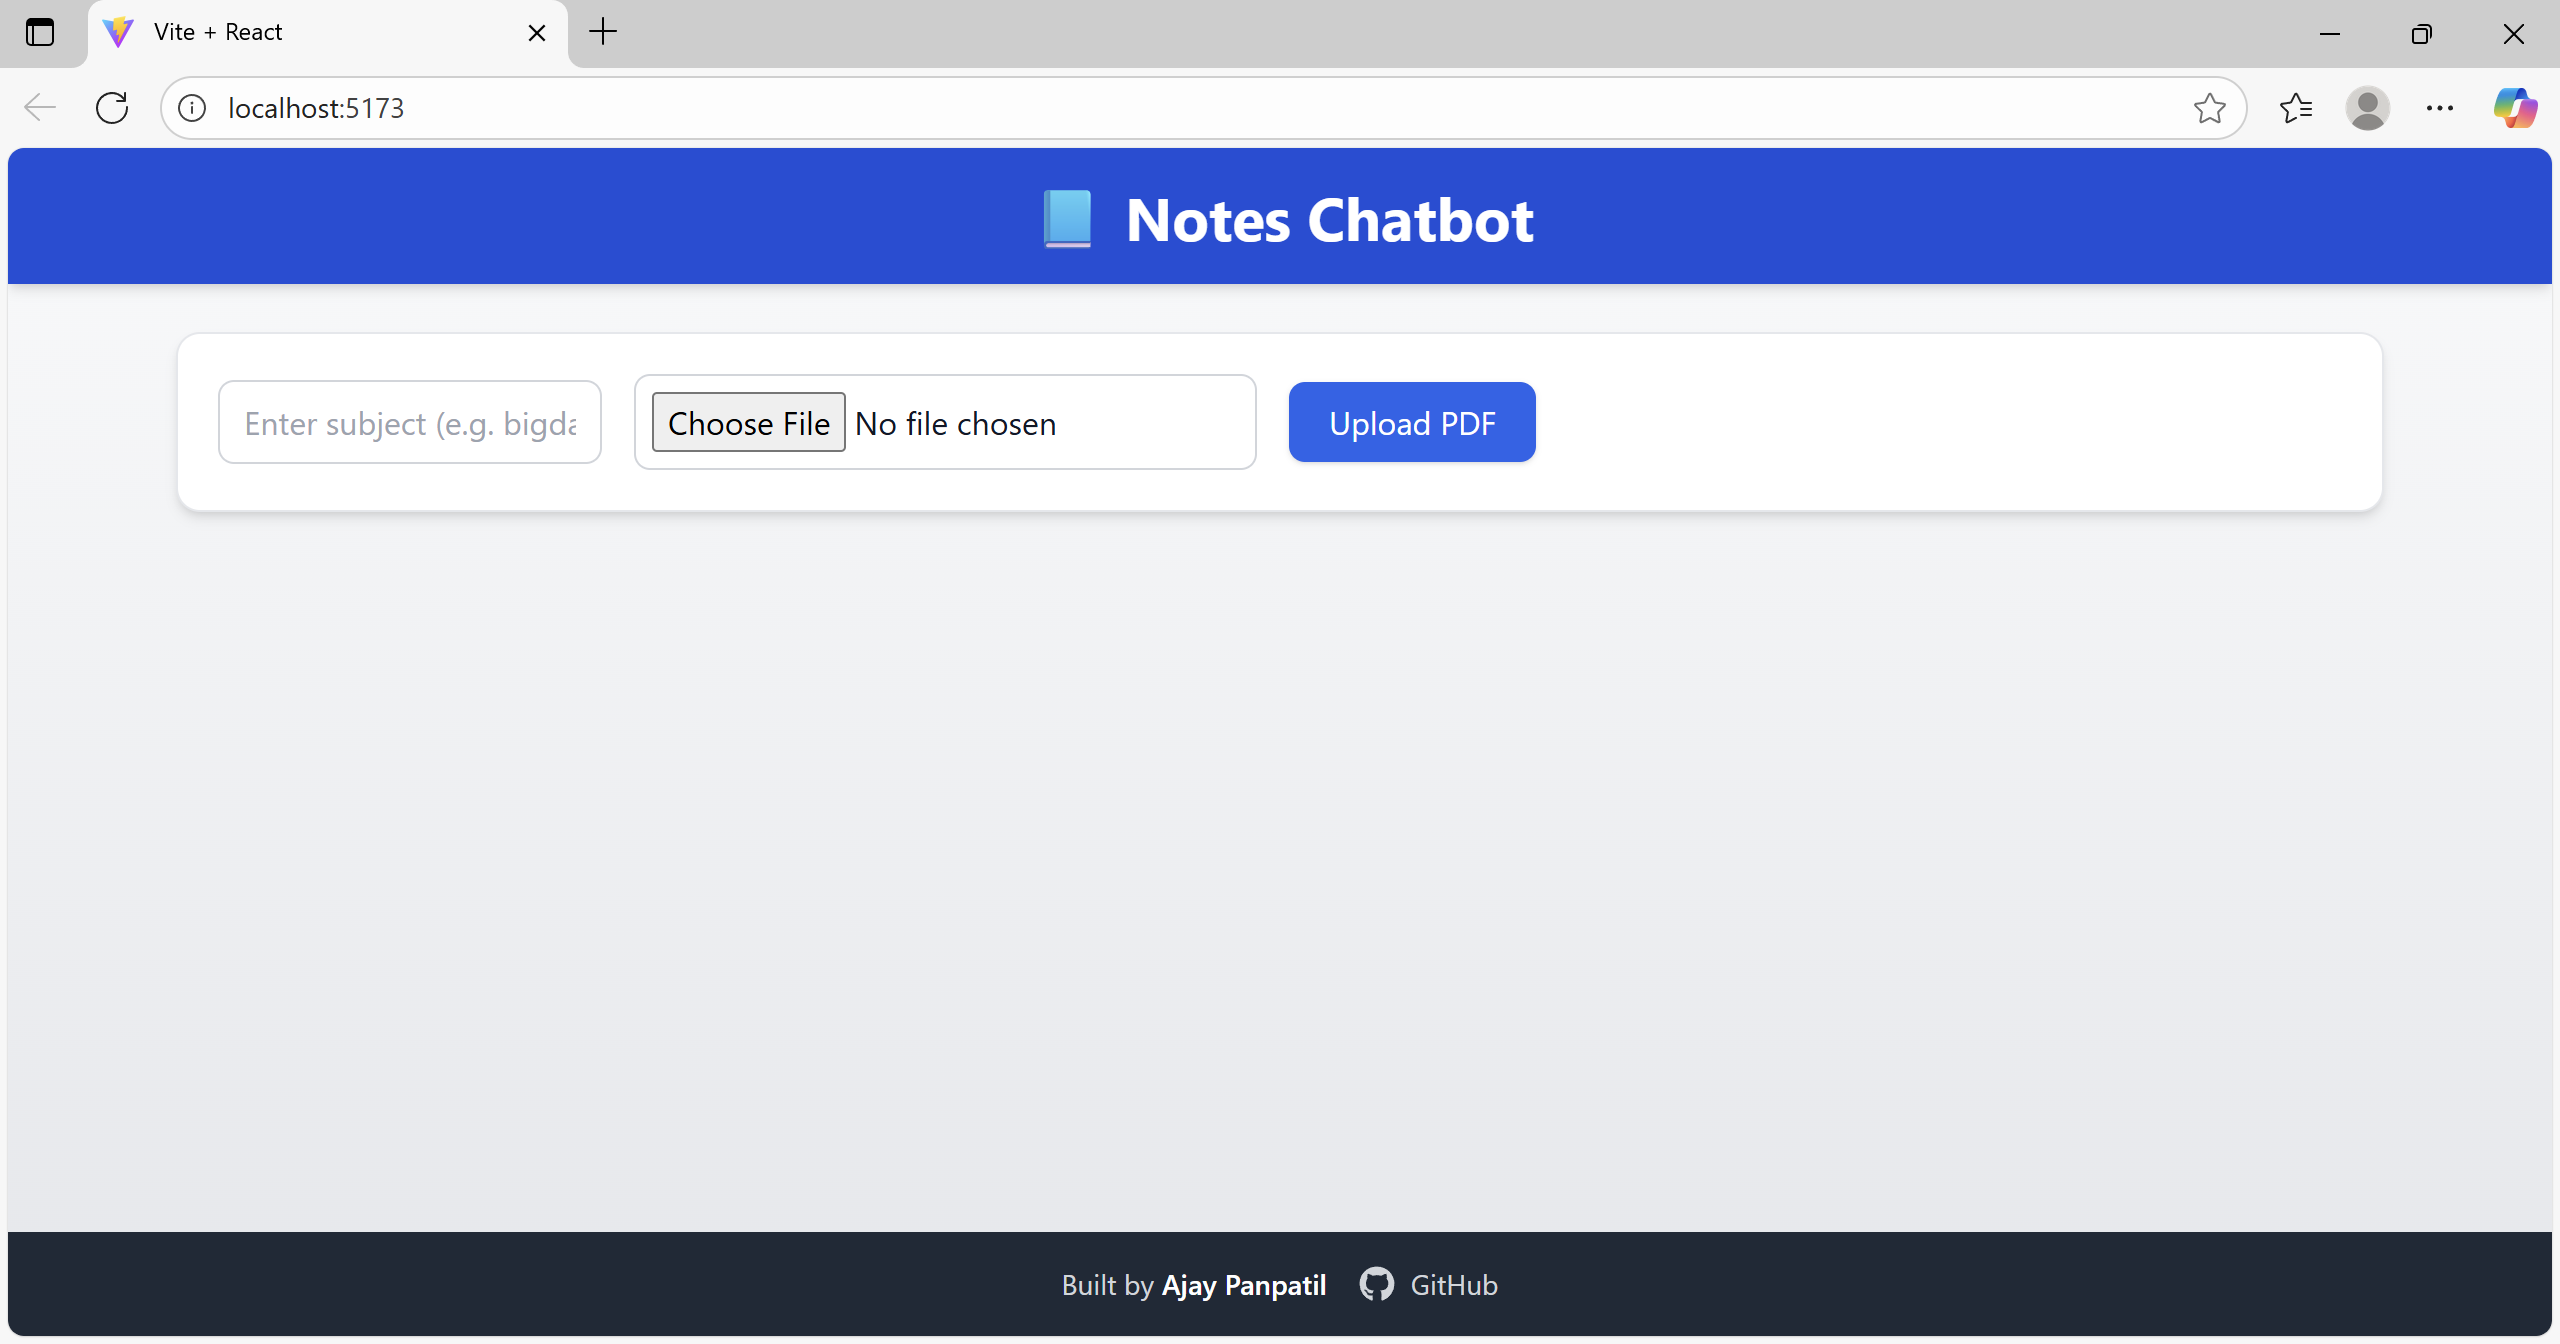 Vite + React
localhost:5173
Notes Chatbot
Enter subject (e.g. bigda
Choose File No file chosen
Upload PDF
Built by Ajay Panpatil GitHub